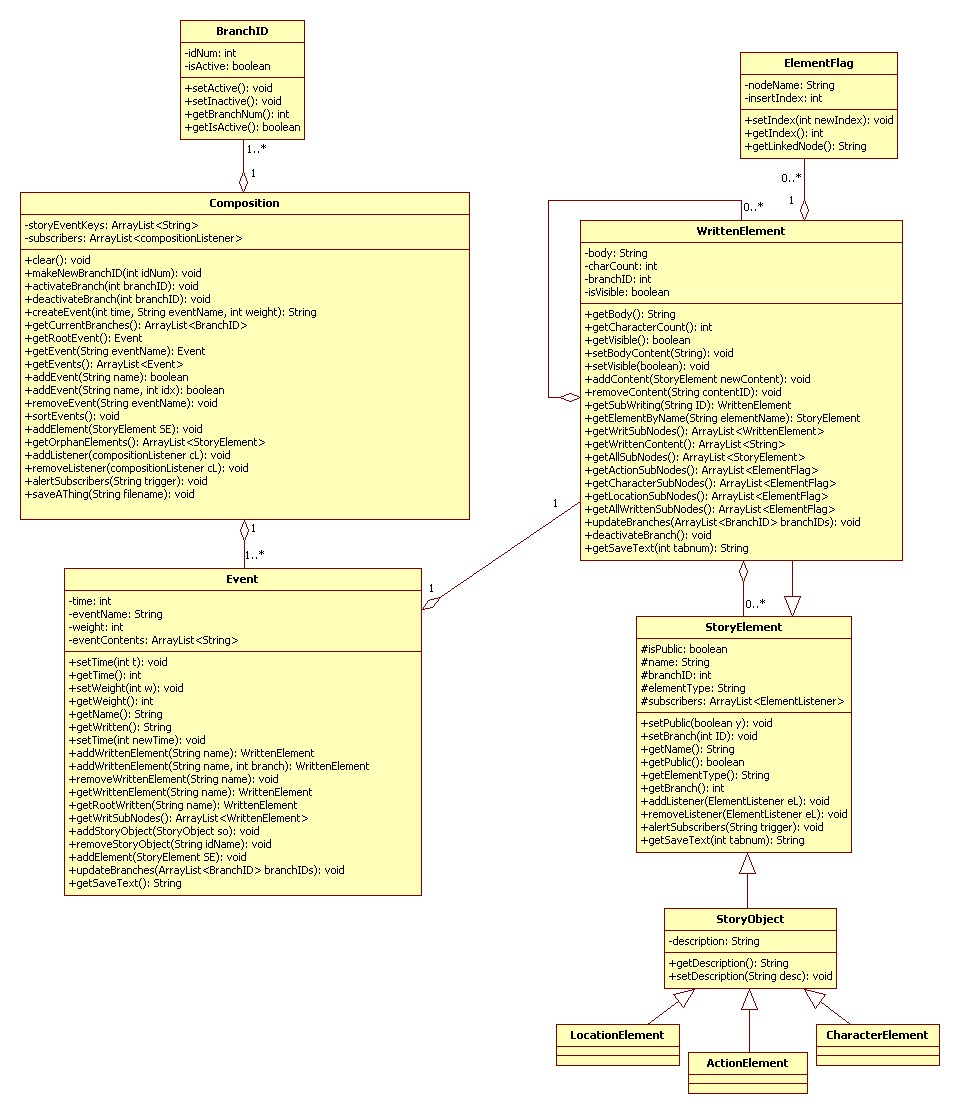 BranchID
-idNum: int
-isActive: boolean
+setActive(): void
+setInactive(): void
+getBranchNum(): int
+getIsActive(): boolean
1..*
1
ElementFlag
-nodeName: String
-insertIndex: int
+setIndex(int newIndex): void
+getIndex(): int
+getLinkedNode(): String
0..*
1
Composition
-storyEventKeys: ArrayList<String>
-subscribers: ArrayList<compositionListener>
+clear(): void
+makeNewBranchID(int idNum): void
+activateBranch(int branchID): void
+deactivateBranch(int branchID): void
+createEvent(int time, String eventName, int weight): String
+getCurrentBranches(): ArrayList<BranchID>
+getRootEvent(): Event
+getEvent(String eventName): Event
+getEvents(): ArrayList<Event>
+addEvent(String name): boolean
+addEvent(String name, int idx): boolean
+removeEvent(String eventName): void
+sortEvents(): void
+addElement(StoryElement SE): void
+getOrphanElements(): ArrayList<StoryElement>
+addListener(compositionListener cL): void
+removeListener(compositionListener cL): void
+alertSubscribers(String trigger): void
+saveAThing(String filename): void
1
1..*
0..*
WrittenElement
-body: String
-charCount: int
-branchID: int
-isVisible: boolean
+getBody(): String
+getCharacterCount(): int
+getVisible(): boolean
+setBodyContent(String): void
+setVisible(boolean): void
+addContent(StoryElement newContent): void
+removeContent(String contentID): void
+getSubWriting(String ID): WrittenElement
+getElementByName(String elementName): StoryElement
+getWritSubNodes(): ArrayList<WrittenElement>
+getWrittenContent(): ArrayList<String>
+getAllSubNodes(): ArrayList<StoryElement>
+getActionSubNodes(): ArrayList<ElementFlag>
+getCharacterSubNodes(): ArrayList<ElementFlag>
+getLocationSubNodes(): ArrayList<ElementFlag>
+getAllWrittenSubNodes(): ArrayList<ElementFlag>
+updateBranches(ArrayList<BranchID> branchIDs): void
+deactivateBranch(): void
+getSaveText(int tabnum): String
1
1
0..*
Event
-time: int
-eventName: String
-weight: int
-eventContents: ArrayList<String>
+setTime(int t): void
+getTime(): int
+setWeight(int w): void
+getWeight(): int
+getName(): String
+getWritten(): String
+setTime(int newTime): void
+addWrittenElement(String name): WrittenElement
+addWrittenElement(String name, int branch): WrittenElement
+removeWrittenElement(String name): void
+getWrittenElement(String name): WrittenElement
+getRootWritten(String name): WrittenElement
+getWritSubNodes(): ArrayList<WrittenElement>
+addStoryObject(StoryObject so): void
+removeStoryObject(String idName): void
+addElement(StoryElement SE): void
+updateBranches(ArrayList<BranchID> branchIDs): void
+getSaveText(): String
StoryElement
#isPublic: boolean
#name: String
#branchID: int
#elementType: String
#subscribers: ArrayList<ElementListener>
+setPublic(boolean y): void
+setBranch(int ID): void
+getName(): String
+getPublic(): boolean
+getElementType(): String
+getBranch(): int
+addListener(ElementListener eL): void
+removeListener(ElementListener eL): void
+alertSubscribers(String trigger): void
+getSaveText(int tabnum): String
StoryObject
-description: String
+getDescription(): String
+setDescription(String desc): void
LocationElement
ActionElement
CharacterElement